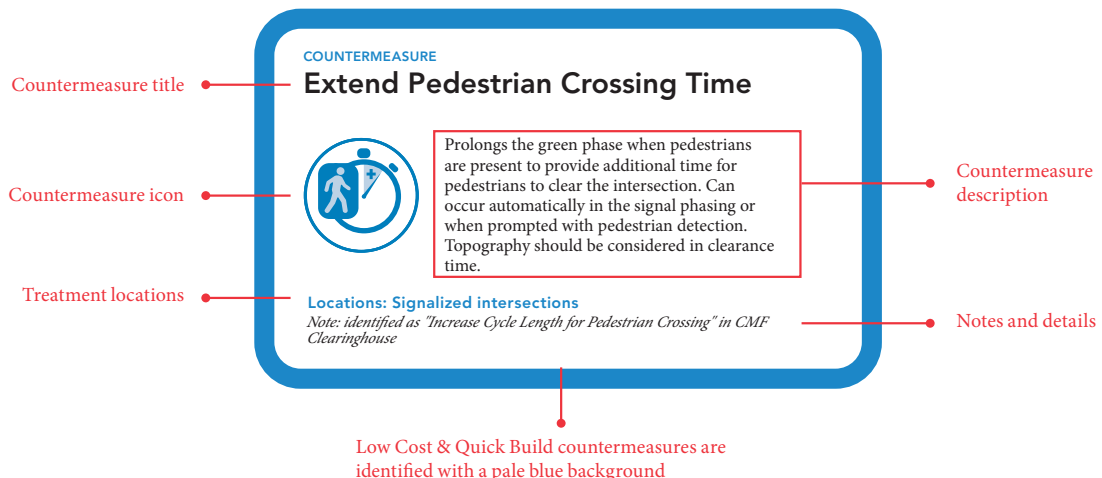 COUNTERMEASURE
Countermeasure title
Extend Pedestrian Crossing Time
Countermeasure icon
Prolongs the green phase when pedestrians
are present to provide additional time for
pedestrians to clear the intersection. Can
occur automatically in the signal phasing or
when prompted with pedestrian detection.
Topography should be considered in clearance
time.
Countermeasure
description
Treatment locations
Locations: Signalized intersections
Note: identified as "Increase Cycle Length for Pedestrian Crossing" in CMF
Clearinghouse
Notes and details
Low Cost & Quick Build countermeasures are
identified with a pale blue background